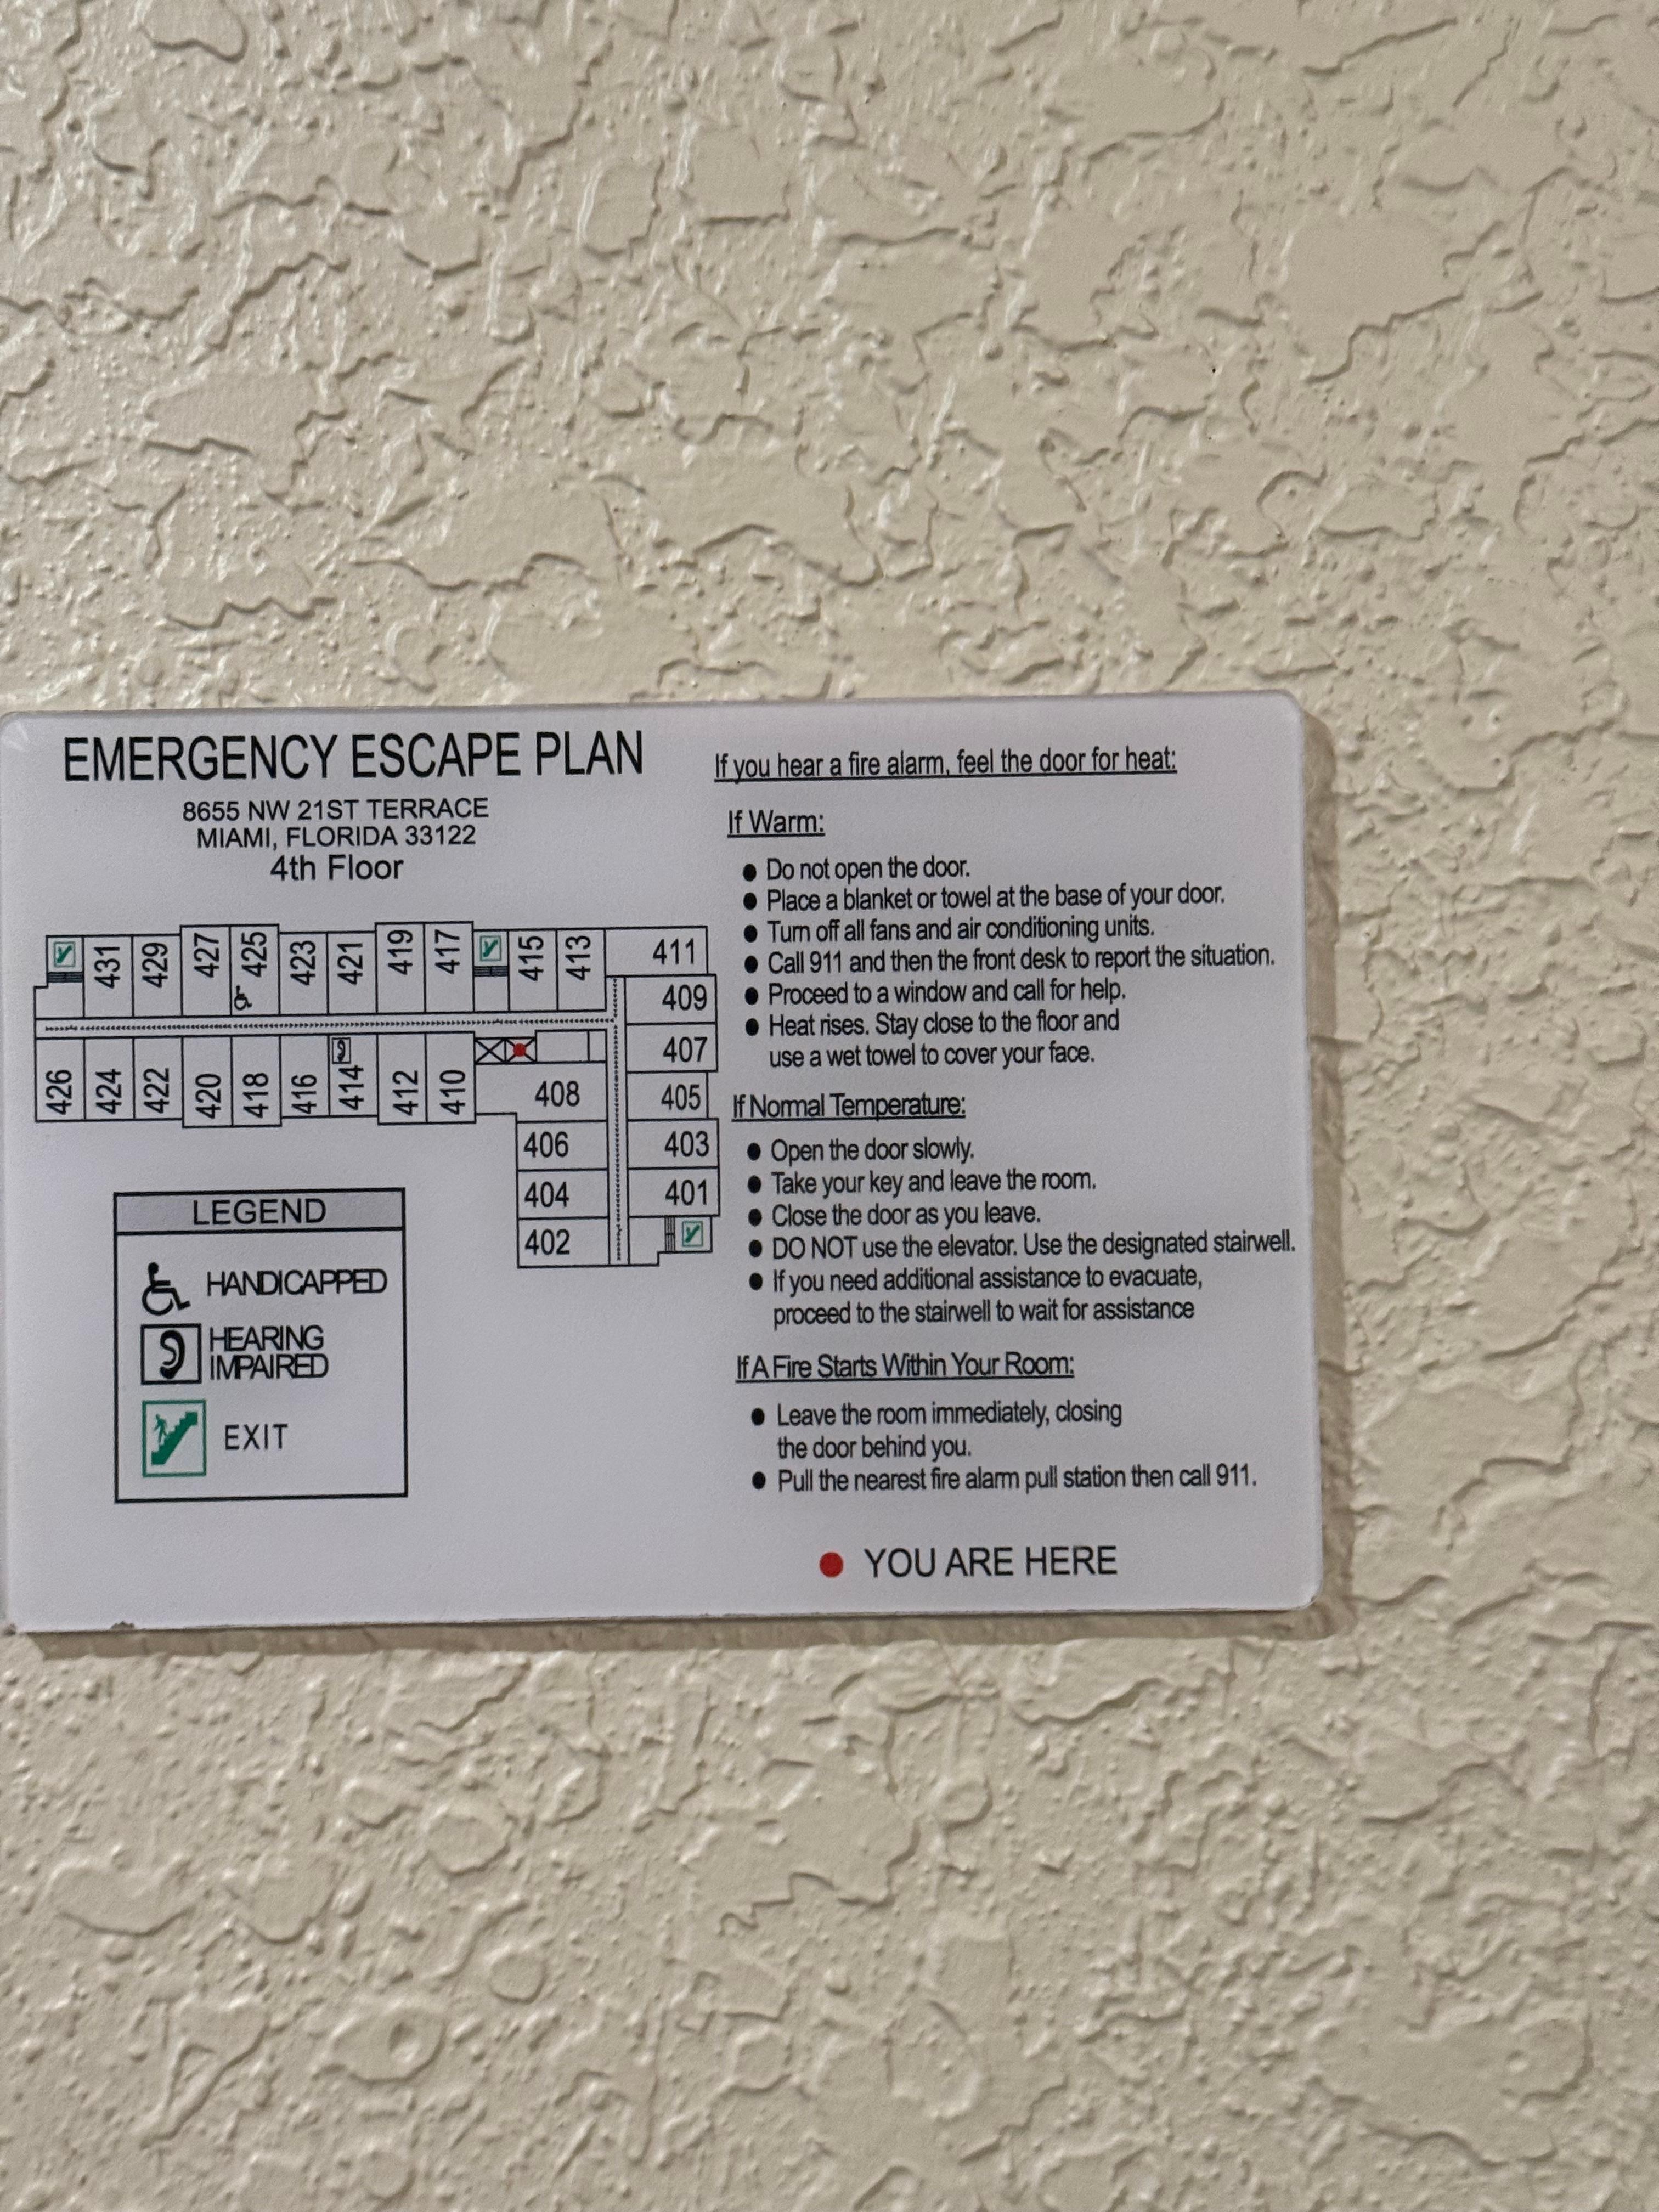 EMERGENCY ESCAPE PLAN
8655 NW 21ST TERRACE
MIAMI, FLORIDA 33122
4th Floor
431 429 427 425 423 421 419 417 415 413 411
409
407
426 424 422 420 418 416 414 412 410 408 405
406 403
404 401
402
LEGEND
HANDICAPPED
HEARING
IMPAIRED
EXIT
If you hear a fire alarm, feel the door for heat:
If Warm:
● Do not open the door.
● Place a blanket or towel at the base of your door.
● Turn off all fans and air conditioning units.
● Call 911 and then the front desk to report the situation.
● Proceed to a window and call for help.
● Heat rises. Stay close to the floor and
use a wet towel to cover your face.
If Normal Temperature:
● Open the door slowly.
● Take your key and leave the room.
● Close the door as you leave.
● DO NOT use the elevator. Use the designated stairwell.
● If you need additional assistance to evacuate,
proceed to the stairwell to wait for assistance
If A Fire Starts Within Your Room:
● Leave the room immediately, closing
the door behind you.
● Pull the nearest fire alarm pull station then call 911.
● YOU ARE HERE